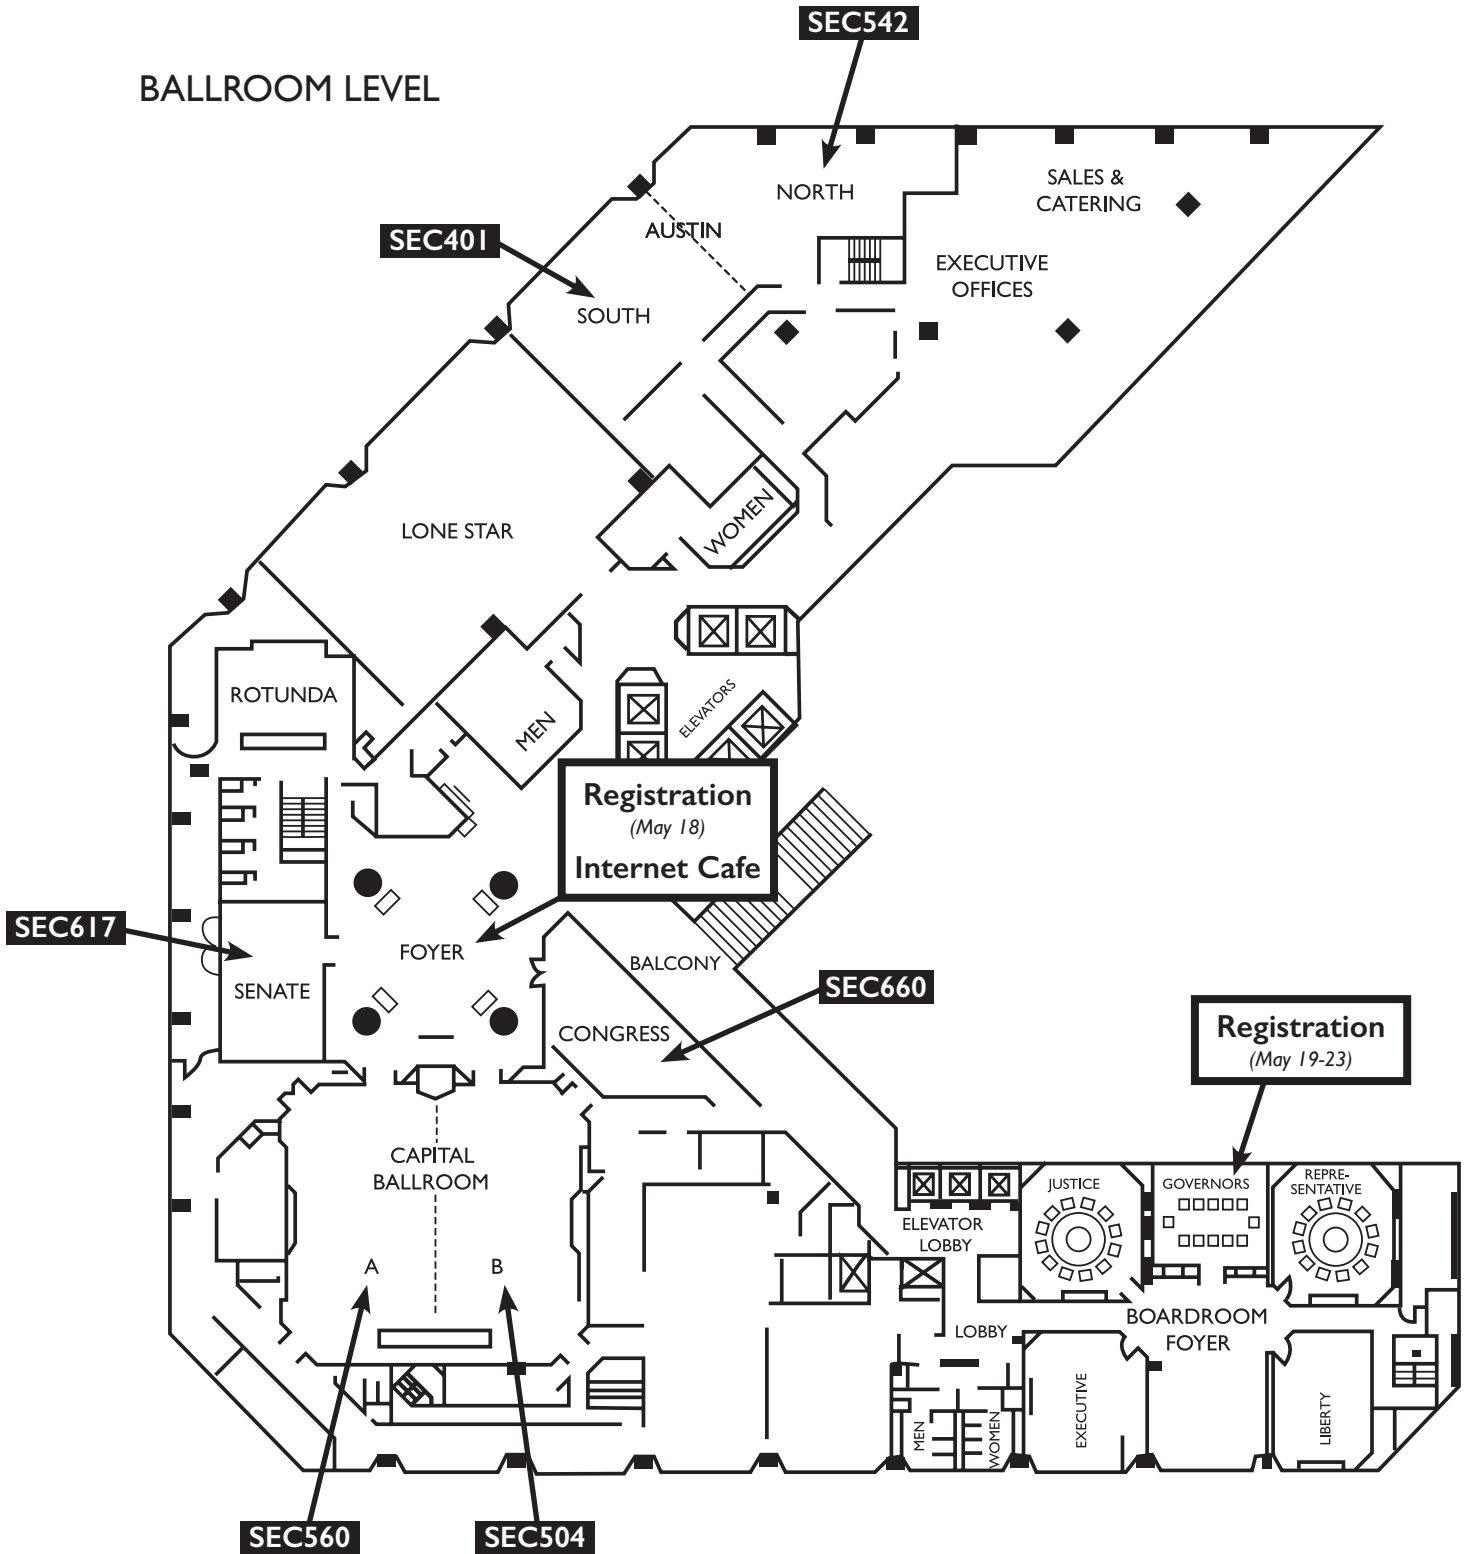 SEC542
BALLROOM LEVEL
NORTH
SALES &
CATERING
AUSTIN
SEC401
EXECUTIVE
OFFICES
SOUTH
LONE STAR
WOMEN
ROTUNDA
ELEVATORS
MEN
Registration
(May 18)
Internet Cafe
SEC617
FOYER
BALCONY
SENATE
SEC660
CONGRESS
Registration
(May 19-23)
CAPITAL
BALLROOM
JUSTICE
GOVERNORS
REPRE-
SENTATIVE
ELEVATOR
LOBBY
A
B
BOARDROOM
FOYER
LOBBY
EXECUTIVE
LIBERTY
MEN
WOMEN
SEC560
SEC504